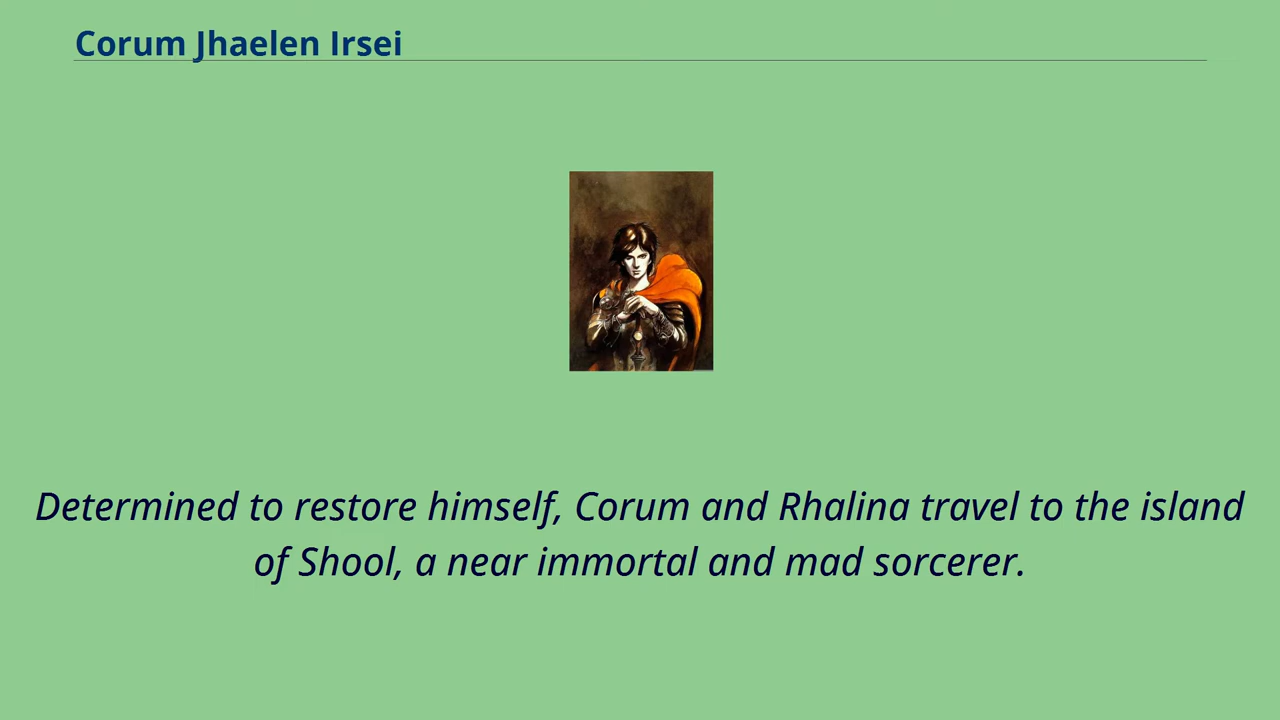 Corum Jhaelen Irsei
Determined to restore himself, Corum and Rhalina travel to the island
of Shool, a near immortal and mad sorcerer.